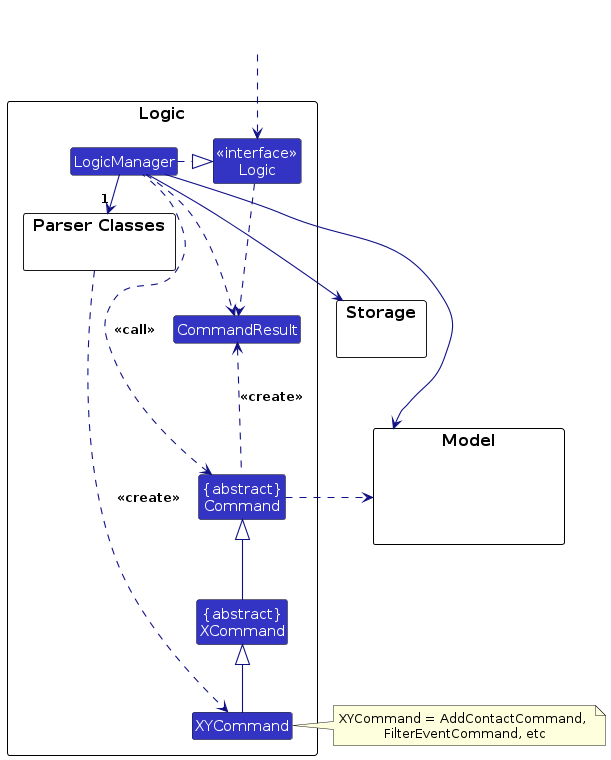 Logic
LogicManager
«interface»
Logic
1
Parser Classes
Storage
CommandResult
«call»
«create»
Model
{abstract}
Command
«create»
{abstract}
XCommand
XYCommand
XYCommand = AddContactCommand,
FilterEventCommand, etc